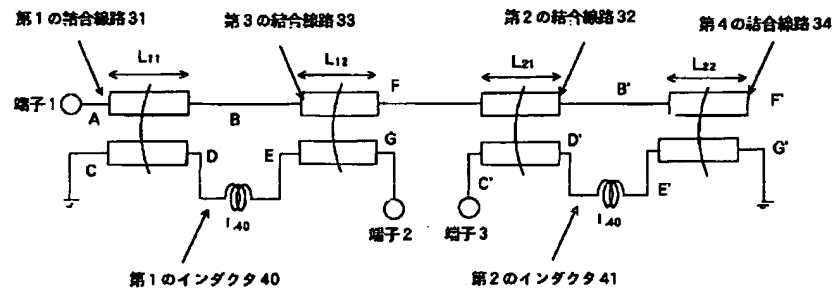 第1の結合線路31
第3の結合線路33
第2の結合線路32
第4の結合線路34
L11
L12
L21
L22
端子1
A
B
F
B'
F'
C
D
E
G
C'
D'
E'
G'
L40
L40
端子2
端子3
第1のインダクタ40
第2のインダクタ41